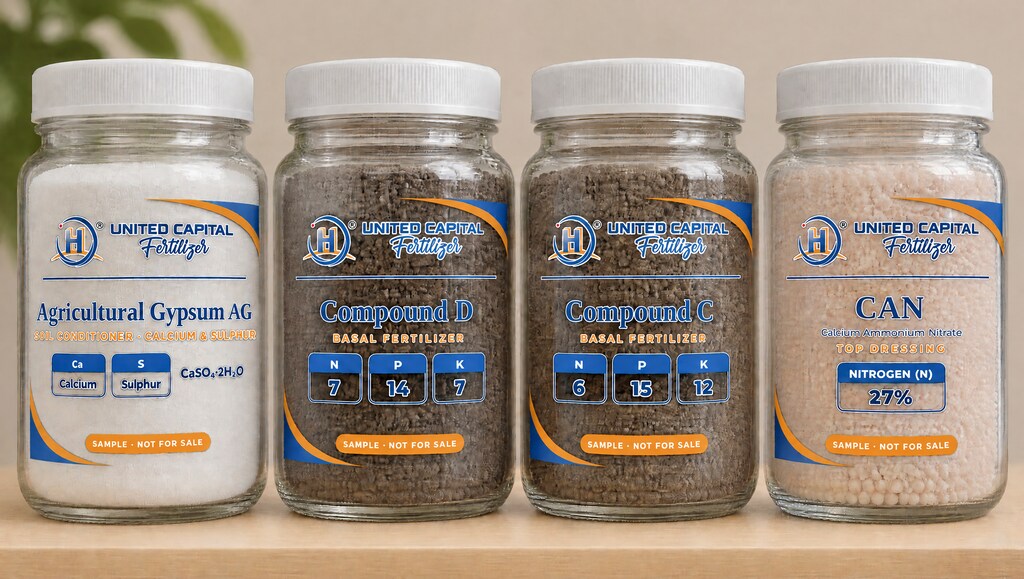 H ® UNITED CAPITAL
Fertilizer
Agricultural Gypsum AG
SOIL CONDITIONER · CALCIUM & SULPHUR
Ca
Calcium
S
Sulphur
CaSO₄·2H₂O
SAMPLE · NOT FOR SALE
H ® UNITED CAPITAL
Fertilizer
Compound D
BASAL FERTILIZER
N
7
P
14
K
7
SAMPLE · NOT FOR SALE
H ® UNITED CAPITAL
Fertilizer
Compound C
BASAL FERTILIZER
N
6
P
15
K
12
SAMPLE · NOT FOR SALE
H ® UNITED CAPITAL
Fertilizer
CAN
Calcium Ammonium Nitrate
TOP DRESSING
NITROGEN (N)
27%
SAMPLE · NOT FOR SALE